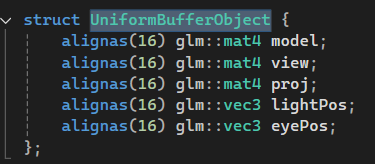 struct UniformBufferObject {
    alignas(16) glm::mat4 model;
    alignas(16) glm::mat4 view;
    alignas(16) glm::mat4 proj;
    alignas(16) glm::vec3 lightPos;
    alignas(16) glm::vec3 eyePos;
};